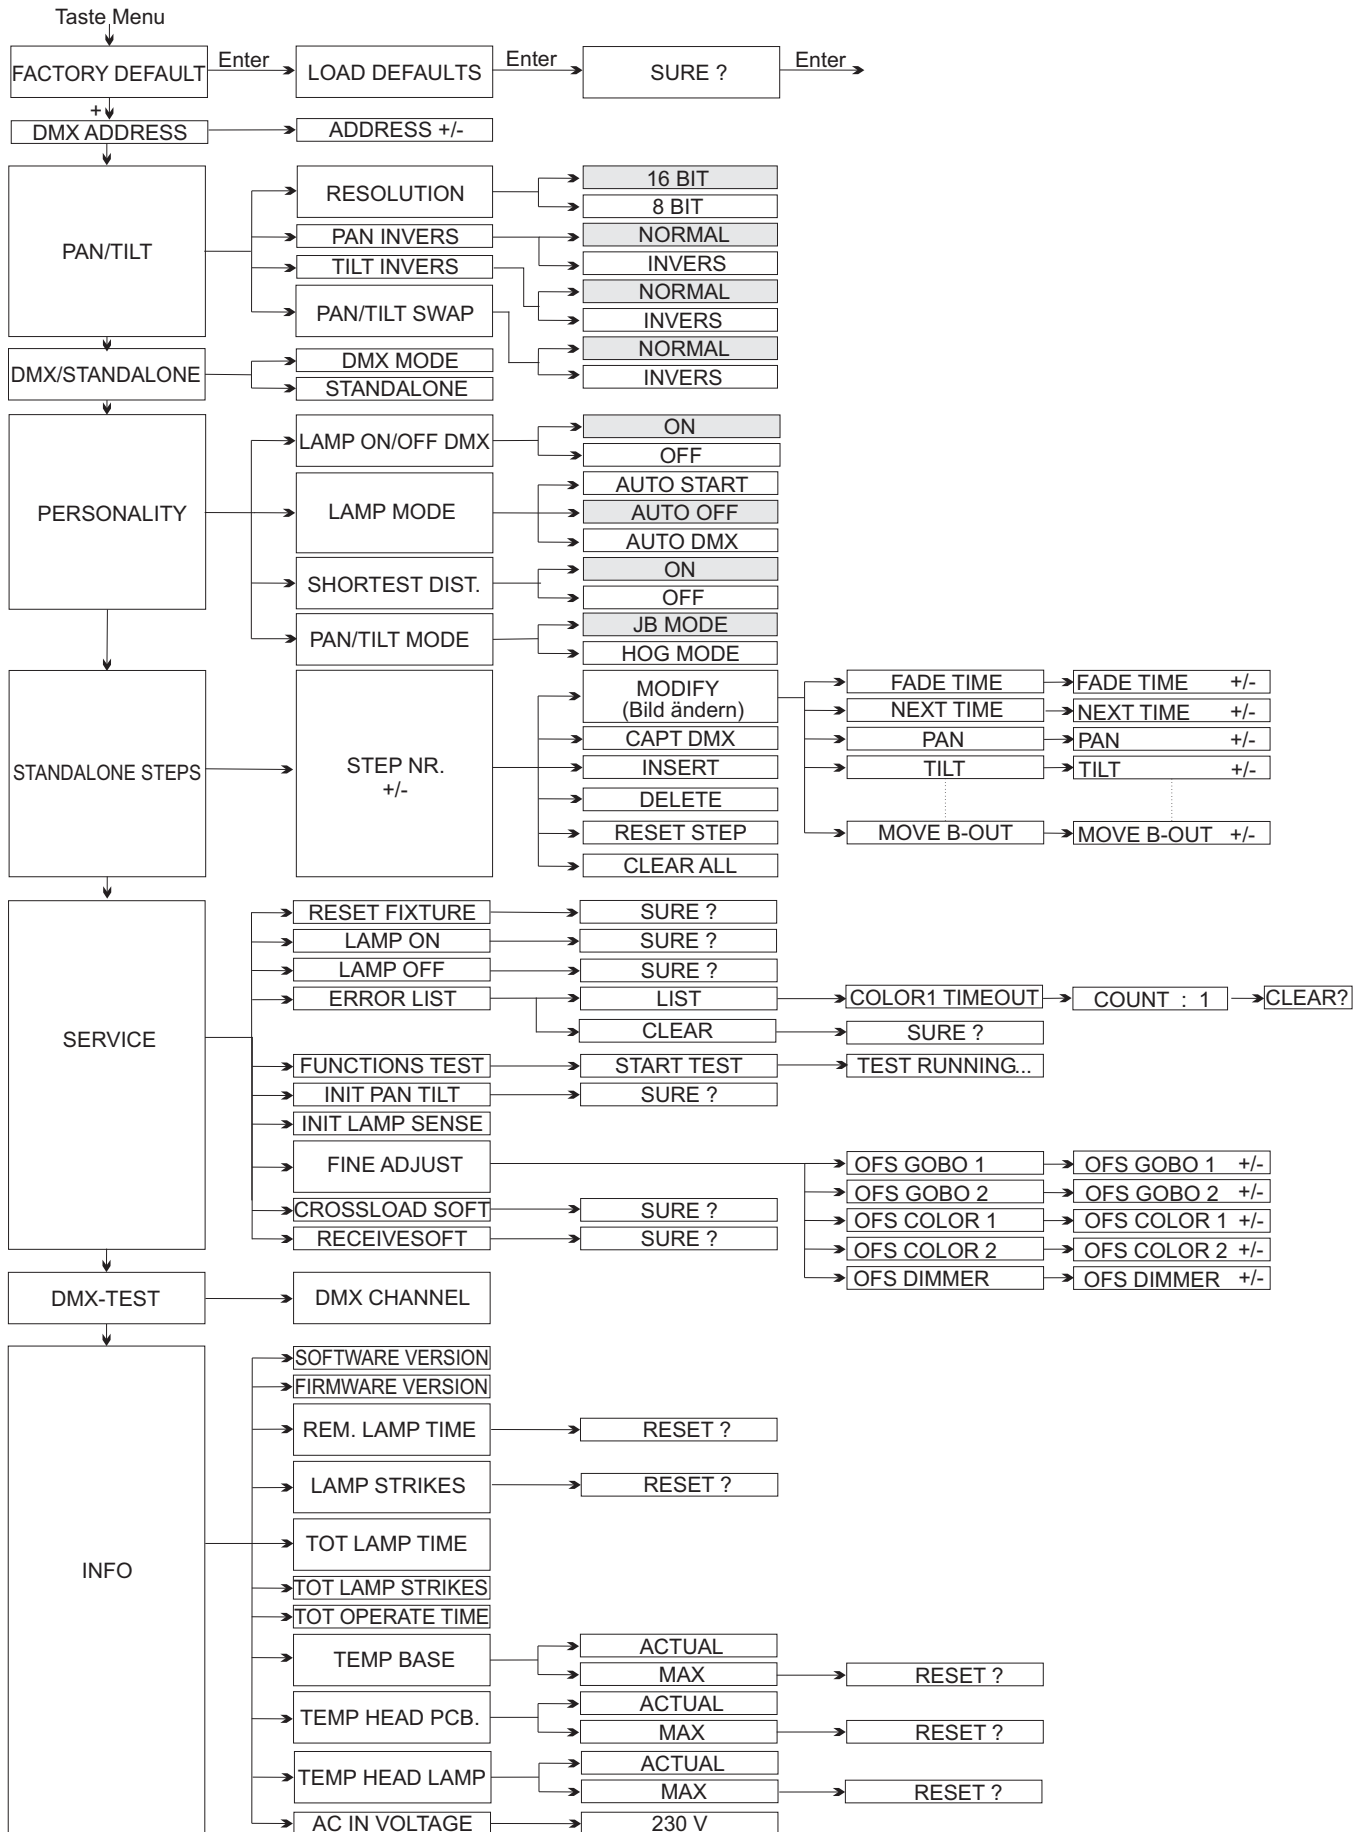 Taste Menu
FACTORY DEFAULT Enter LOAD DEFAULTS Enter SURE ? Enter
+
DMX ADDRESS ADDRESS +/-
PAN/TILT
RESOLUTION
16 BIT
8 BIT
PAN INVERS
NORMAL
INVERS
TILT INVERS
NORMAL
INVERS
PAN/TILT SWAP
NORMAL
INVERS
DMX/STANDALONE
DMX MODE
STANDALONE
PERSONALITY
LAMP ON/OFF DMX
ON
OFF
LAMP MODE
AUTO START
AUTO OFF
AUTO DMX
SHORTEST DIST.
ON
OFF
PAN/TILT MODE
JB MODE
HOG MODE
STANDALONE STEPS
STEP NR.
+/-
MODIFY
(Bild ändern)
FADE TIME FADE TIME +/-
NEXT TIME NEXT TIME +/-
PAN PAN +/-
TILT TILT +/-
MOVE B-OUT MOVE B-OUT +/-
CAPT DMX
INSERT
DELETE
RESET STEP
CLEAR ALL
SERVICE
RESET FIXTURE SURE ?
LAMP ON SURE ?
LAMP OFF SURE ?
ERROR LIST LIST COLOR1 TIMEOUT COUNT : 1 CLEAR?
CLEAR SURE ?
FUNCTIONS TEST START TEST TEST RUNNING...
INIT PAN TILT SURE ?
INIT LAMP SENSE
FINE ADJUST
OFS GOBO 1 OFS GOBO 1 +/-
OFS GOBO 2 OFS GOBO 2 +/-
OFS COLOR 1 OFS COLOR 1 +/-
OFS COLOR 2 OFS COLOR 2 +/-
OFS DIMMER OFS DIMMER +/-
CROSSLOAD SOFT SURE ?
RECEIVESOFT SURE ?
DMX-TEST DMX CHANNEL
INFO
SOFTWARE VERSION
FIRMWARE VERSION
REM. LAMP TIME RESET ?
LAMP STRIKES RESET ?
TOT LAMP TIME
TOT LAMP STRIKES
TOT OPERATE TIME
TEMP BASE
ACTUAL
MAX RESET ?
TEMP HEAD PCB.
ACTUAL
MAX RESET ?
TEMP HEAD LAMP
ACTUAL
MAX RESET ?
AC IN VOLTAGE 230 V